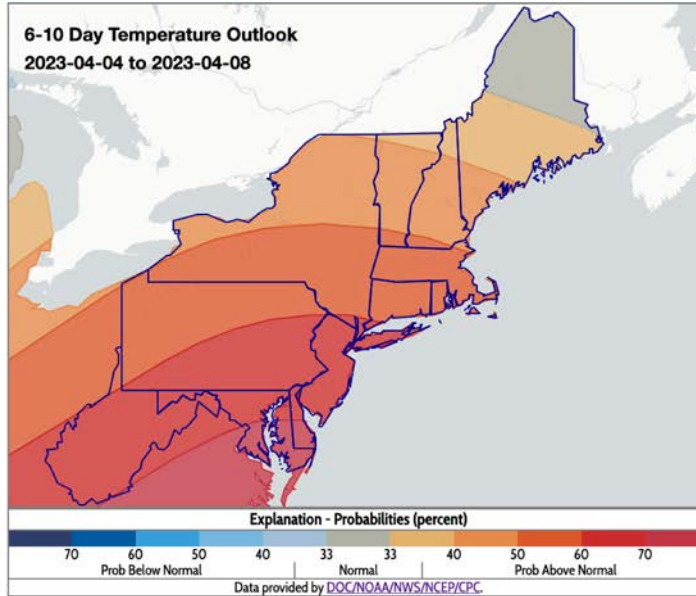 6-10 Day Temperature Outlook
2023-04-04 to 2023-04-08
Explanation - Probabilities (percent)
70 60 50 40 33 33 40 50 60 70
Prob Below Normal | Normal | Prob Above Normal
Data provided by DOC/NOAA/NWS/NCEP/CPC.